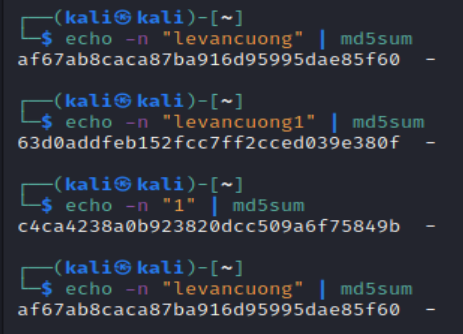 ┌──(kali㉿kali)-[~]
└─$ echo -n "levancuong" | md5sum
af67ab8caca87ba916d95995dae85f60  -
┌──(kali㉿kali)-[~]
└─$ echo -n "levancuong1" | md5sum
63d0addfeb152fcc7ff2cced039e380f  -
┌──(kali㉿kali)-[~]
└─$ echo -n "1" | md5sum
c4ca4238a0b923820dcc509a6f75849b  -
┌──(kali㉿kali)-[~]
└─$ echo -n "levancuong" | md5sum
af67ab8caca87ba916d95995dae85f60  -